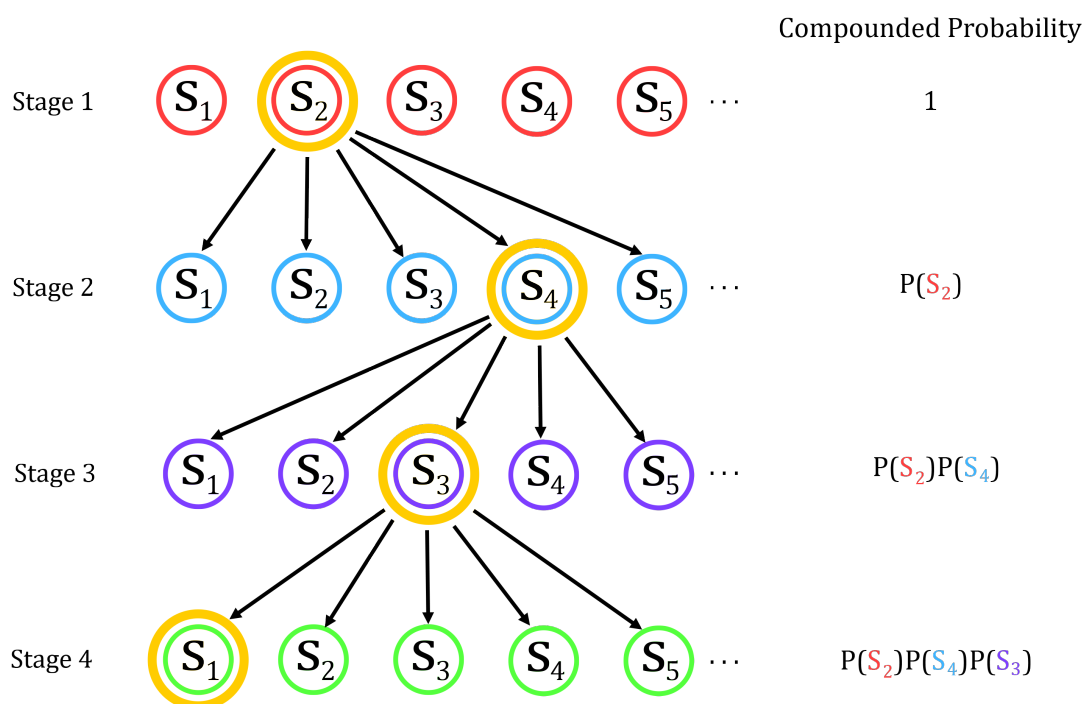 Compounded Probability
Stage 1 S₁ S₂ S₃ S₄ S₅ ... 1
Stage 2 S₁ S₂ S₃ S₄ S₅ ... P(S₂)
Stage 3 S₁ S₂ S₃ S₄ S₅ ... P(S₂)P(S₄)
Stage 4 S₁ S₂ S₃ S₄ S₅ ... P(S₂)P(S₄)P(S₃)